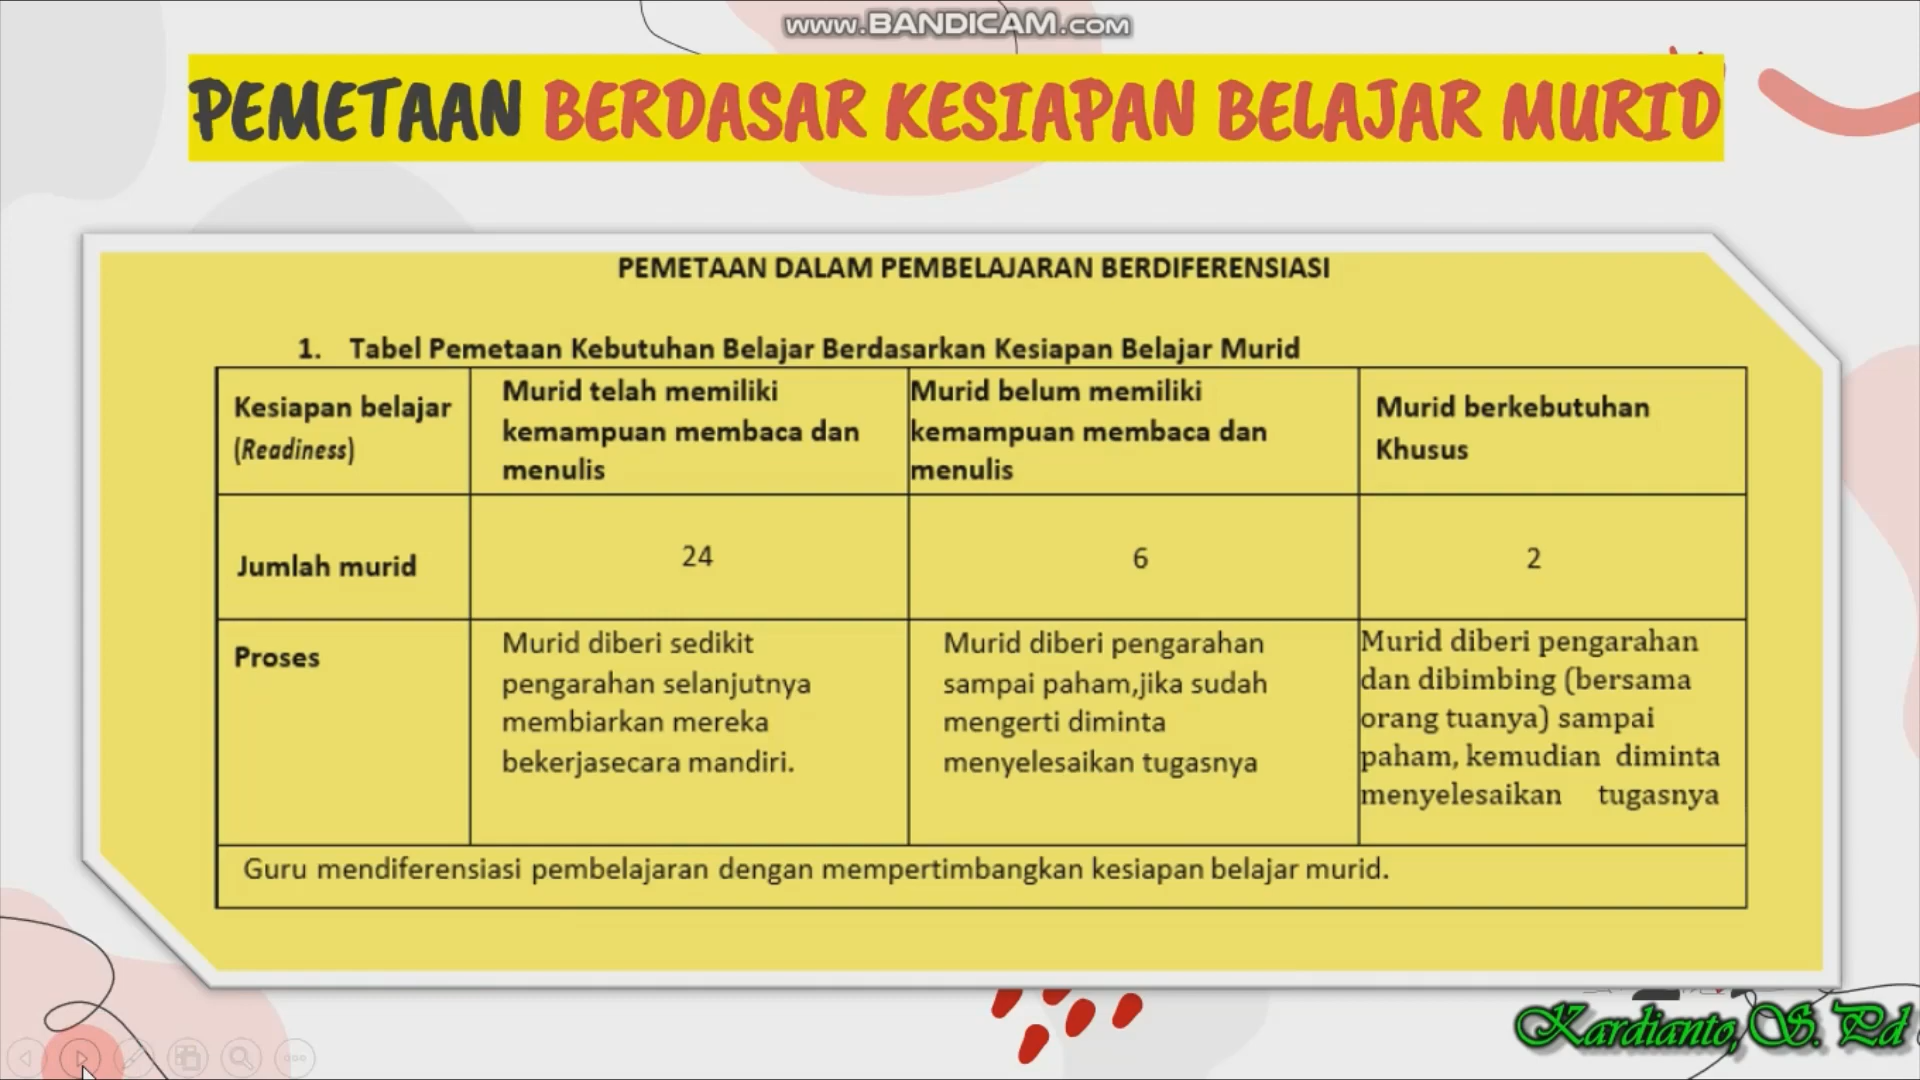 www.BANDICAM.com
PEMETAAN BERDASAR KESIAPAN BELAJAR MURID
PEMETAAN DALAM PEMBELAJARAN BERDIFERENSIASI
1. Tabel Pemetaan Kebutuhan Belajar Berdasarkan Kesiapan Belajar Murid
Kesiapan belajar
(Readiness)
Murid telah memiliki
kemampuan membaca dan
menulis
Murid belum memiliki
kemampuan membaca dan
menulis
Murid berkebutuhan
Khusus
Jumlah murid
24
6
2
Proses
Murid diberi sedikit
pengarahan selanjutnya
membiarkan mereka
bekerjasecara mandiri.
Murid diberi pengarahan
sampai paham,jika sudah
mengerti diminta
menyelesaikan tugasnya
Murid diberi pengarahan
dan dibimbing (bersama
orang tuanya) sampai
paham, kemudian diminta
menyelesaikan tugasnya
Guru mendiferensiasi pembelajaran dengan mempertimbangkan kesiapan belajar murid.
Kardianto, S. Pd